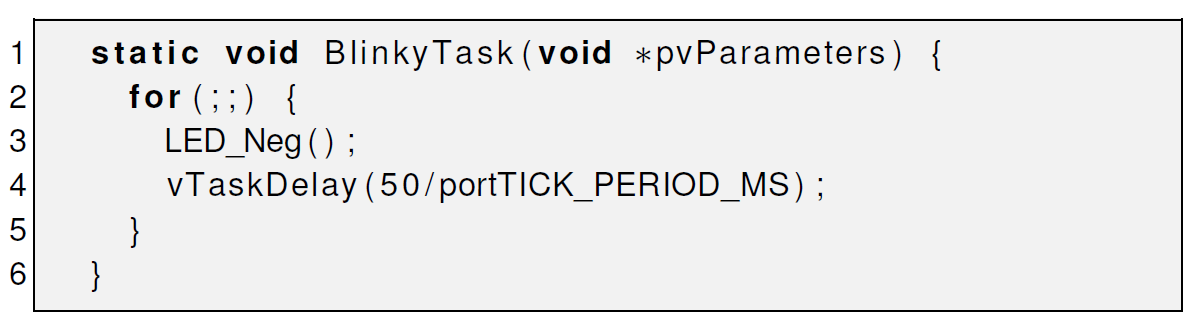 1 static void BlinkyTask(void *pvParameters) {
2 for(;;) {
3 LED_Neg();
4 vTaskDelay(50/portTICK_PERIOD_MS);
5 }
6 }